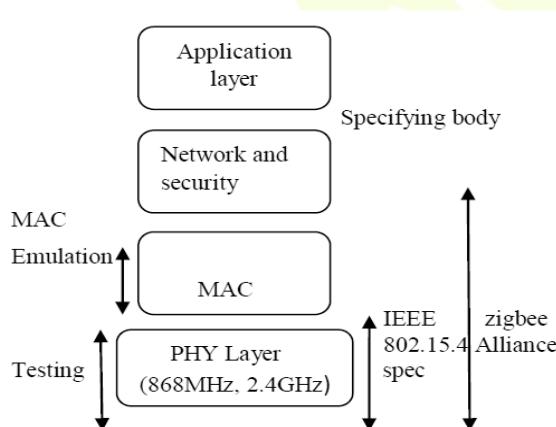 Application
layer
Specifying body
Network and
security
MAC
Emulation
MAC
PHY Layer
(868MHz, 2.4GHz)
Testing
IEEE zigbee
802.15.4 Alliance
spec